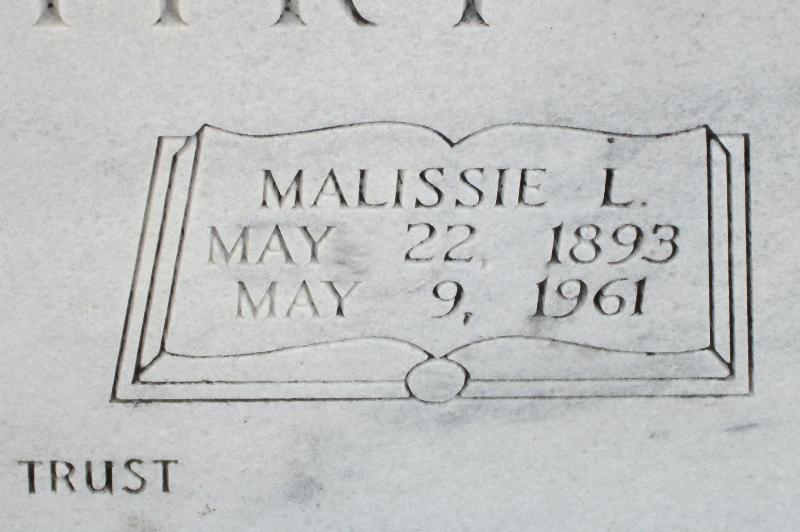 MALISSIE L.
MAY 22, 1893
MAY 9, 1961
TRUST